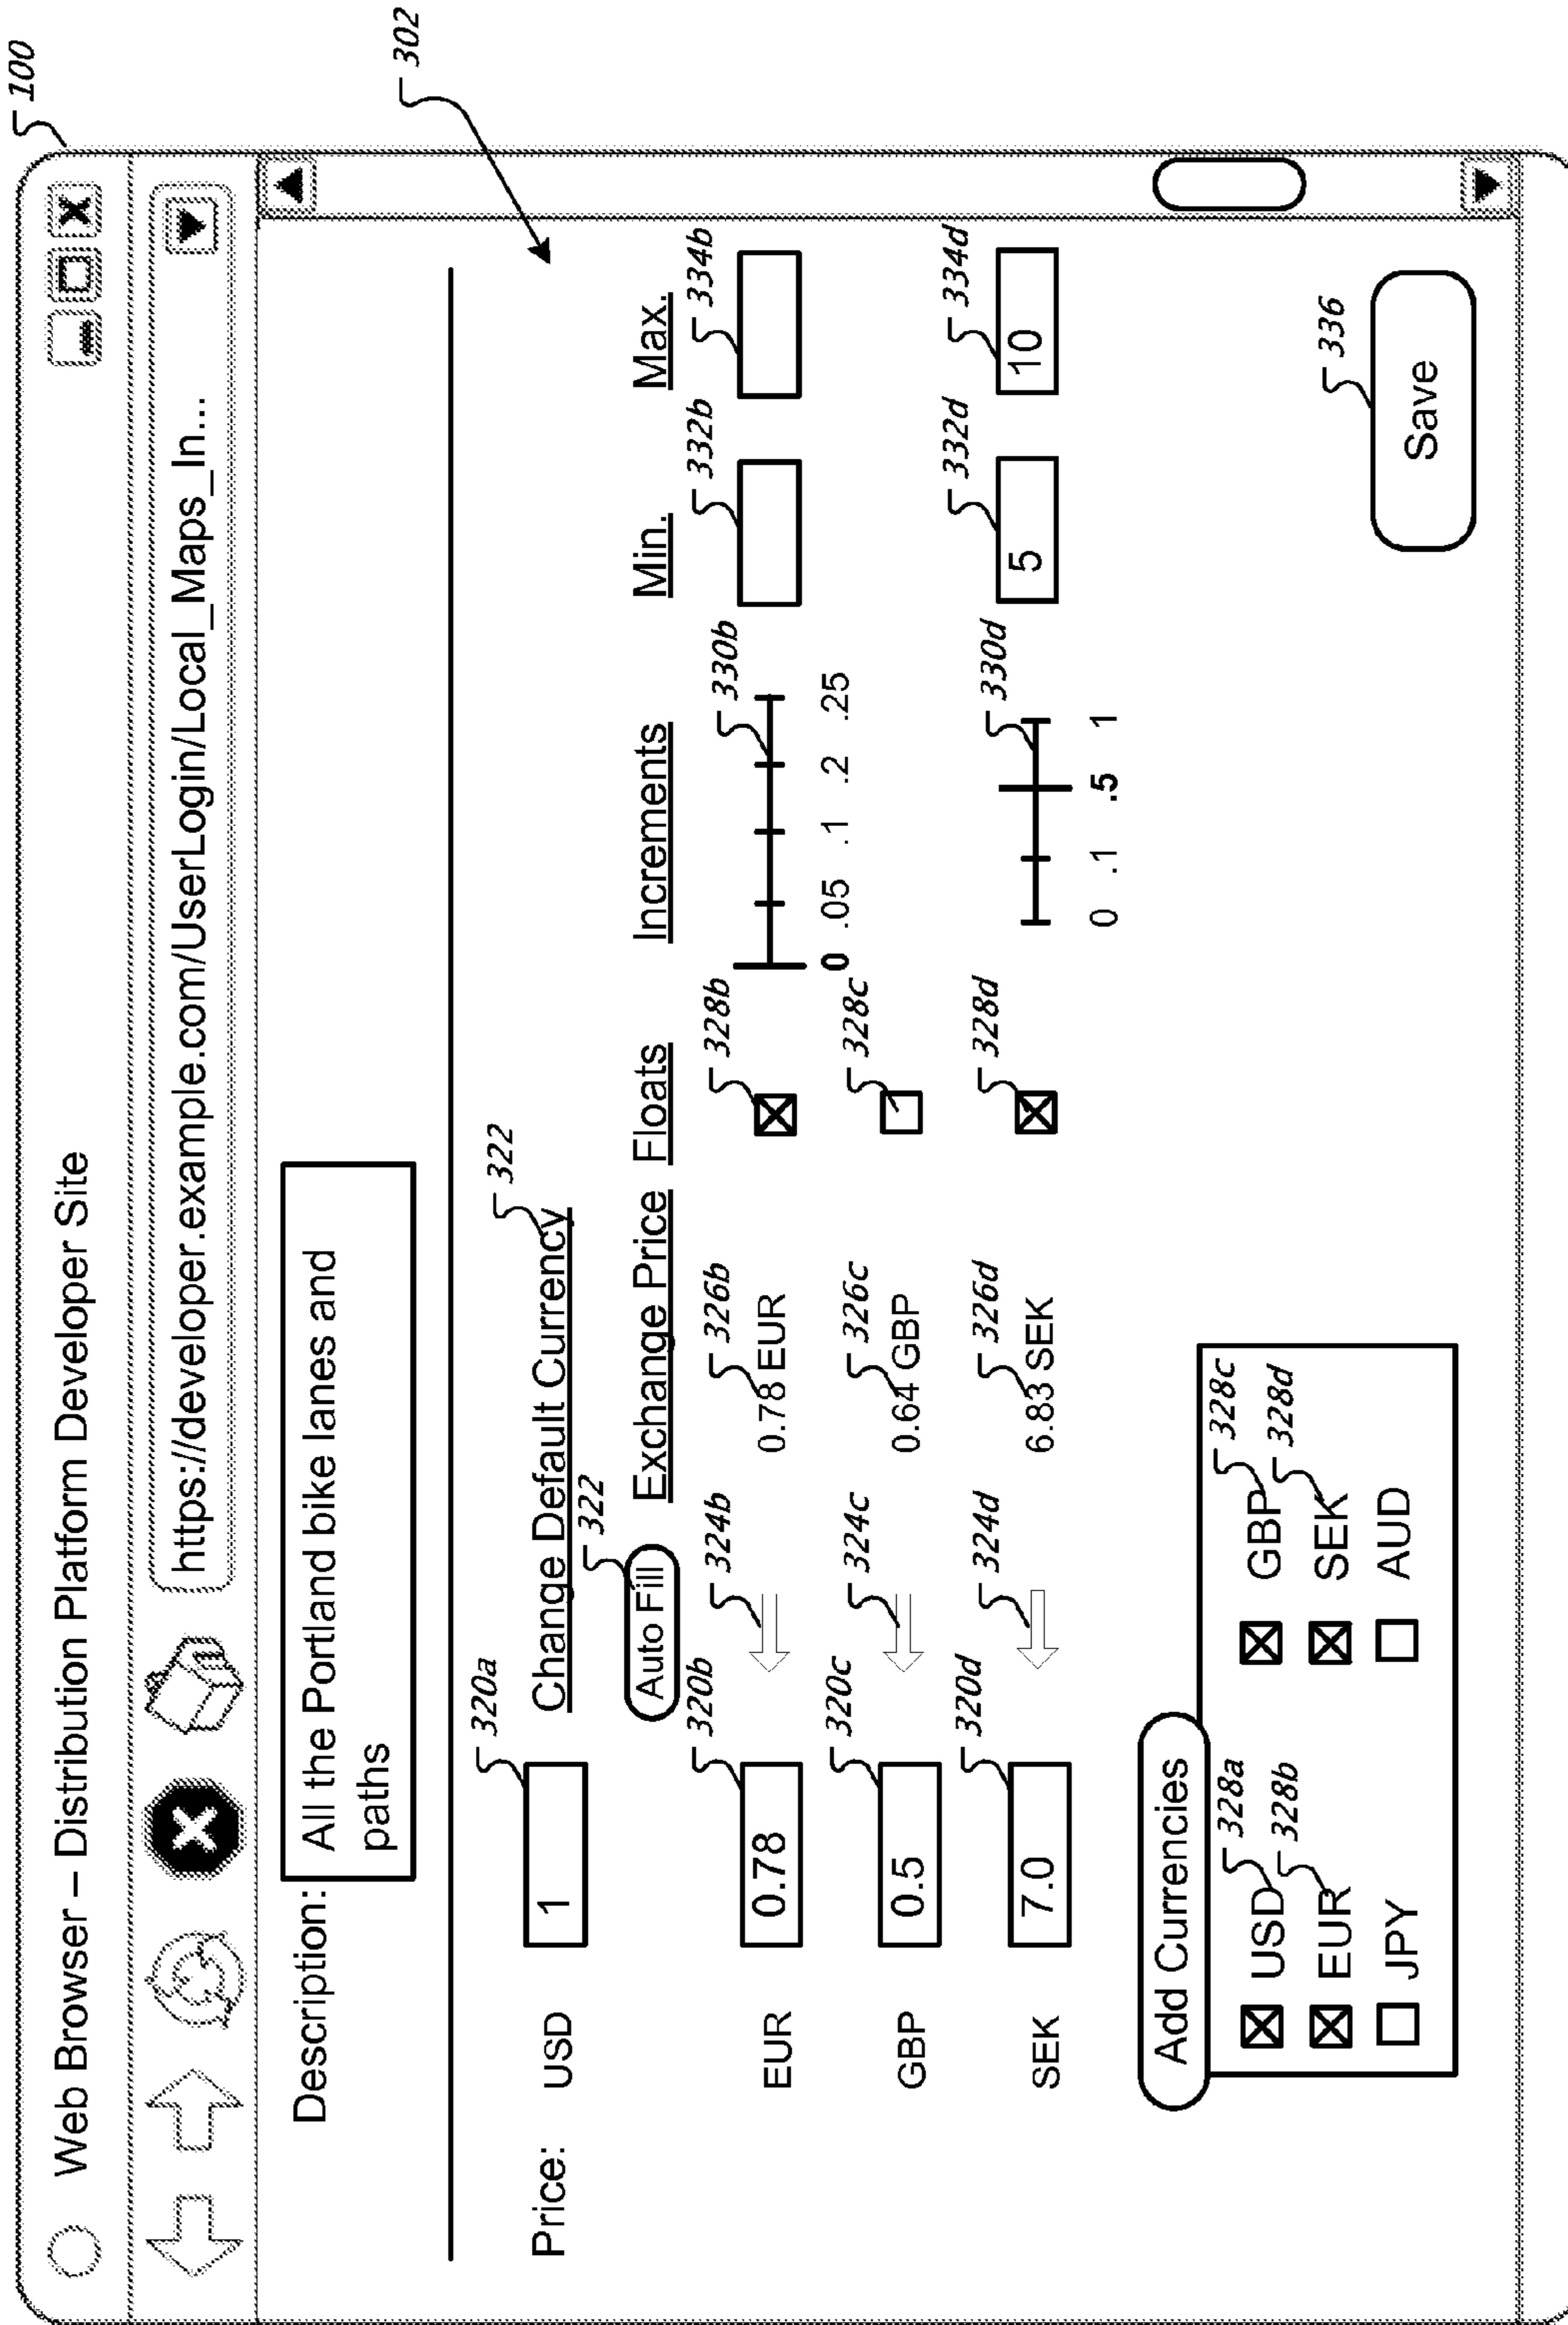 100
Web Browser – Distribution Platform Developer Site
https://developer.example.com/UserLogin/Local_Maps_In...
Description: All the Portland bike lanes and
paths
302
320a 322
Price: USD 1 Change Default Currency
322
Auto Fill Exchange Price Floats Increments Min. Max.
320b 324b 326b 328b 330b 332b 334b
EUR 0.78 0.78 EUR
0 .05 .1 .2 .25
320c 324c 326c 328c
GBP 0.5 0.64 GBP
320d 324d 326d 328d 330d 332d 334d
SEK 7.0 6.83 SEK 5 10
0 .1 .5 1
Add Currencies
328a 328c
USD GBP
328b 328d
EUR SEK
JPY AUD
336
Save